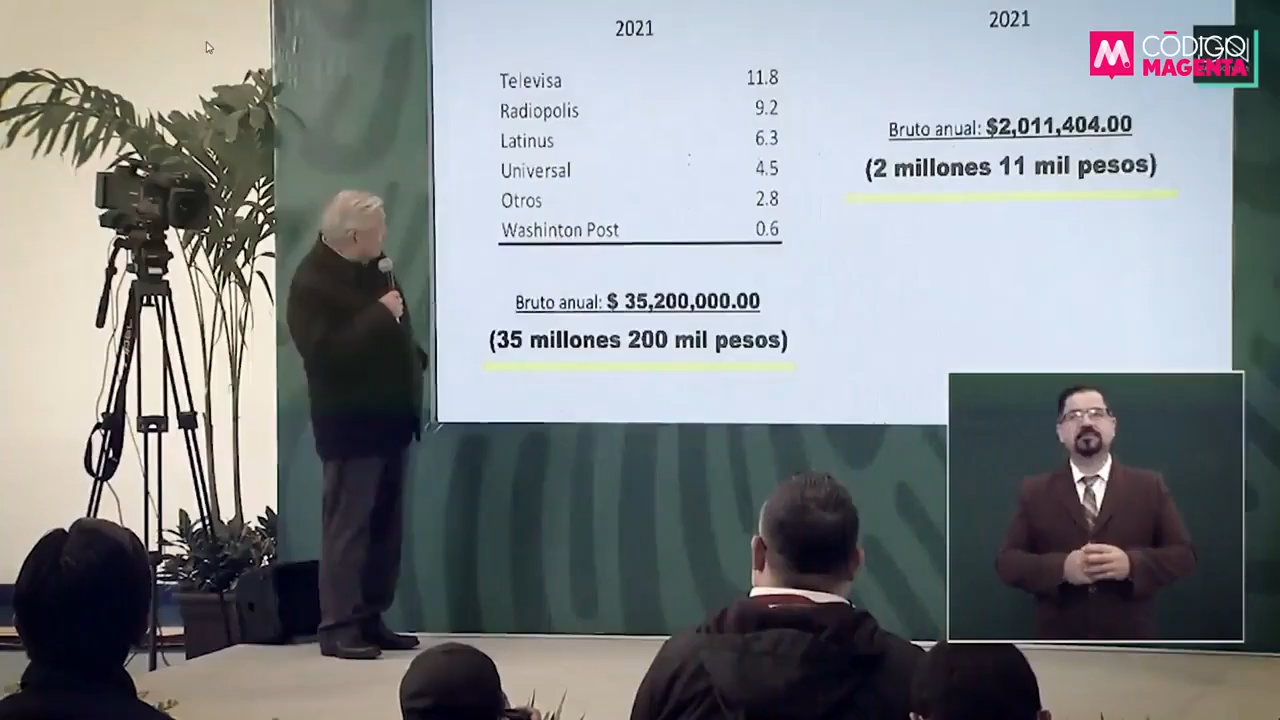 2021
Televisa 11.8
Radiopolis 9.2
Latinus 6.3
Universal 4.5
Otros 2.8
Washinton Post 0.6
Bruto anual: $ 35,200,000.00
(35 millones 200 mil pesos)
2021
Bruto anual: $2,011,404.00
(2 millones 11 mil pesos)
M CÓDIGO
MAGENTA